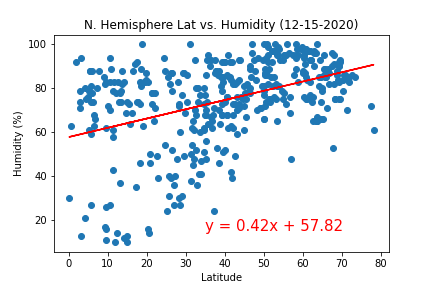 N. Hemisphere Lat vs. Humidity (12-15-2020)
100
80
60
40
20
Humidity (%)
y = 0.42x + 57.82
0 10 20 30 40 50 60 70 80
Latitude